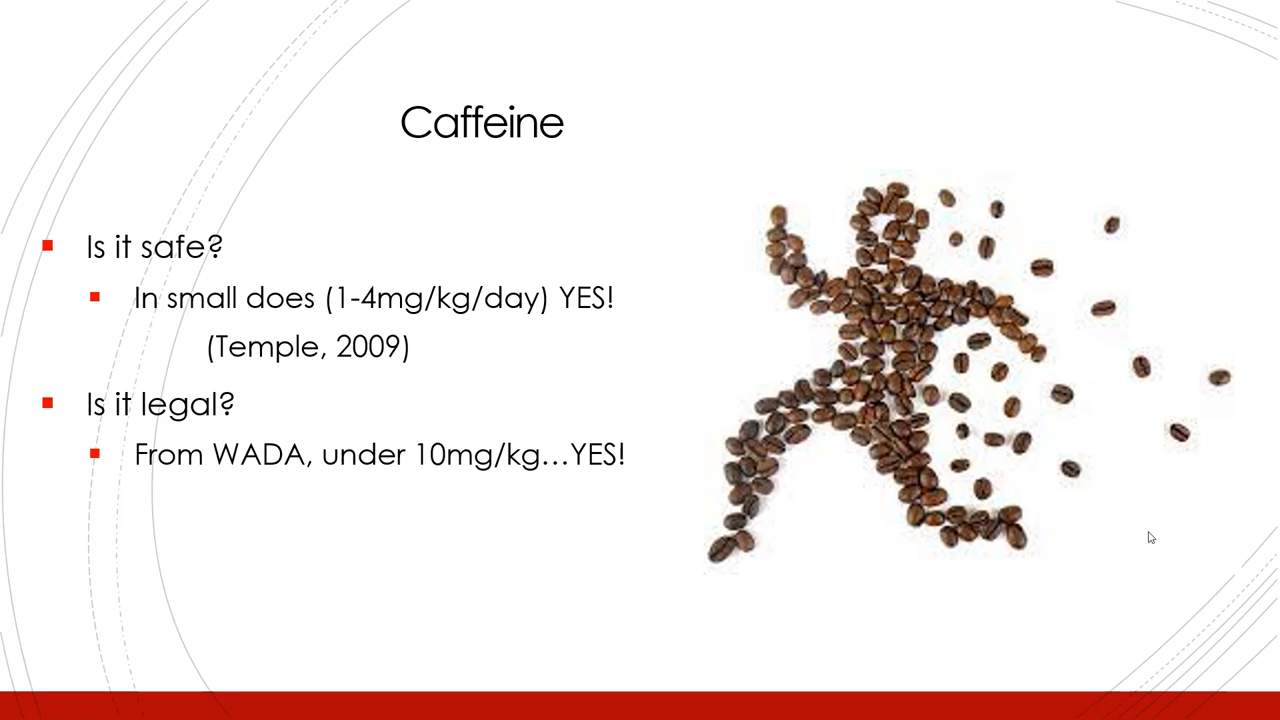 Caffeine
Is it safe?
In small does (1-4mg/kg/day) YES!
(Temple, 2009)
Is it legal?
From WADA, under 10mg/kg...YES!